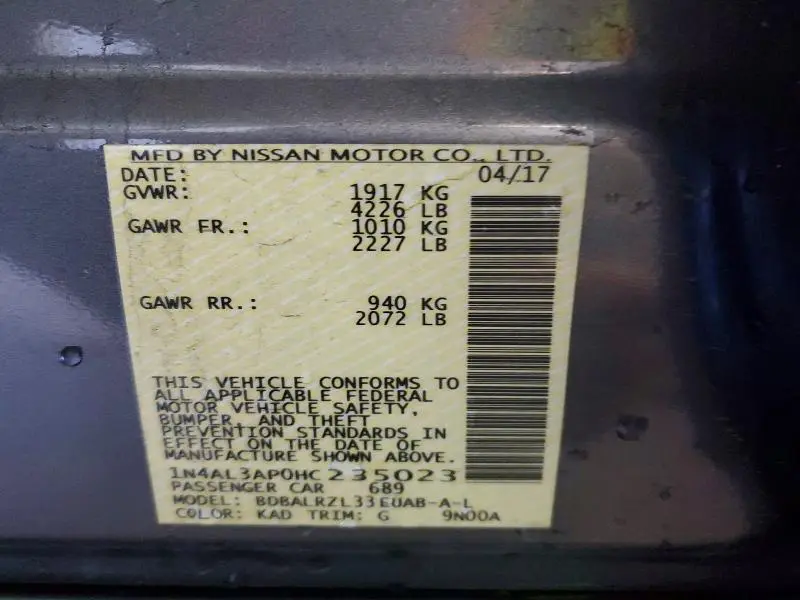 MFD BY NISSAN MOTOR CO., LTD.
DATE: 04/17
GVWR: 1917 KG
4226 LB
GAWR FR.: 1010 KG
2227 LB
GAWR RR.: 940 KG
2072 LB
THIS VEHICLE CONFORMS TO
ALL APPLICABLE FEDERAL
MOTOR VEHICLE SAFETY,
BUMPER, AND THEFT
PREVENTION STANDARDS IN
EFFECT ON THE DATE OF
MANUFACTURE SHOWN ABOVE.
1N4AL3AP0HC235023
PASSENGER CAR 689
MODEL: BDBALRZL33EUAB-A-L
COLOR: KAD TRIM: G 9N00A